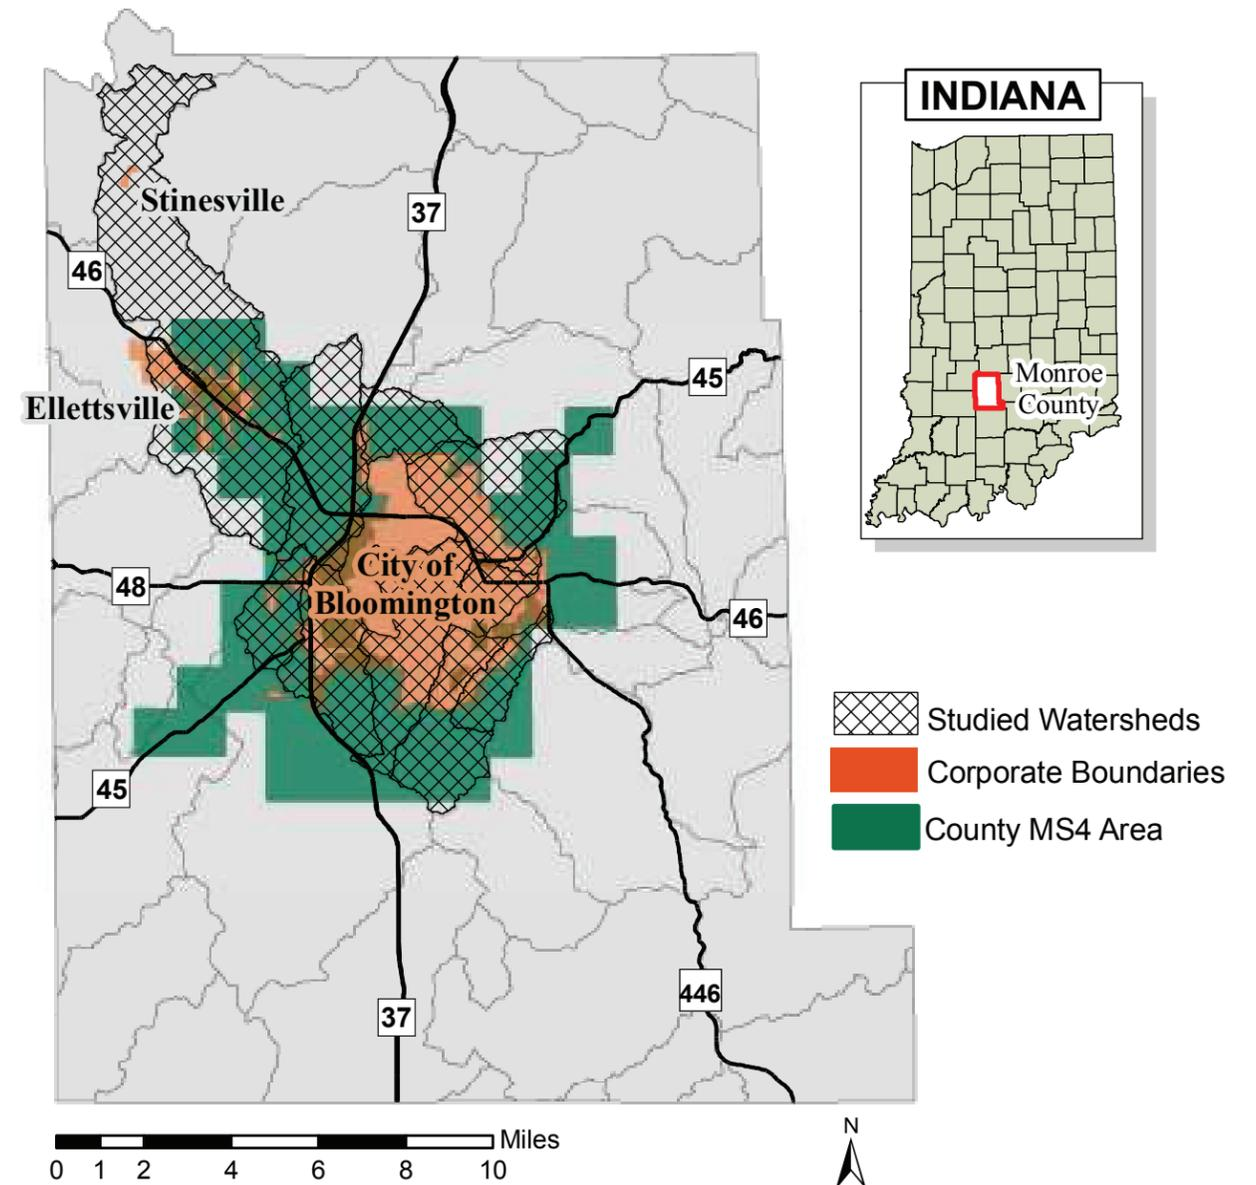 INDIANA
Stinesville
37
46
Monroe
County
45
Ellettsville
City of
Bloomington
48
46
Studied Watersheds
Corporate Boundaries
45
County MS4 Area
446
37
Miles
0 1 2 4 6 8 10
N